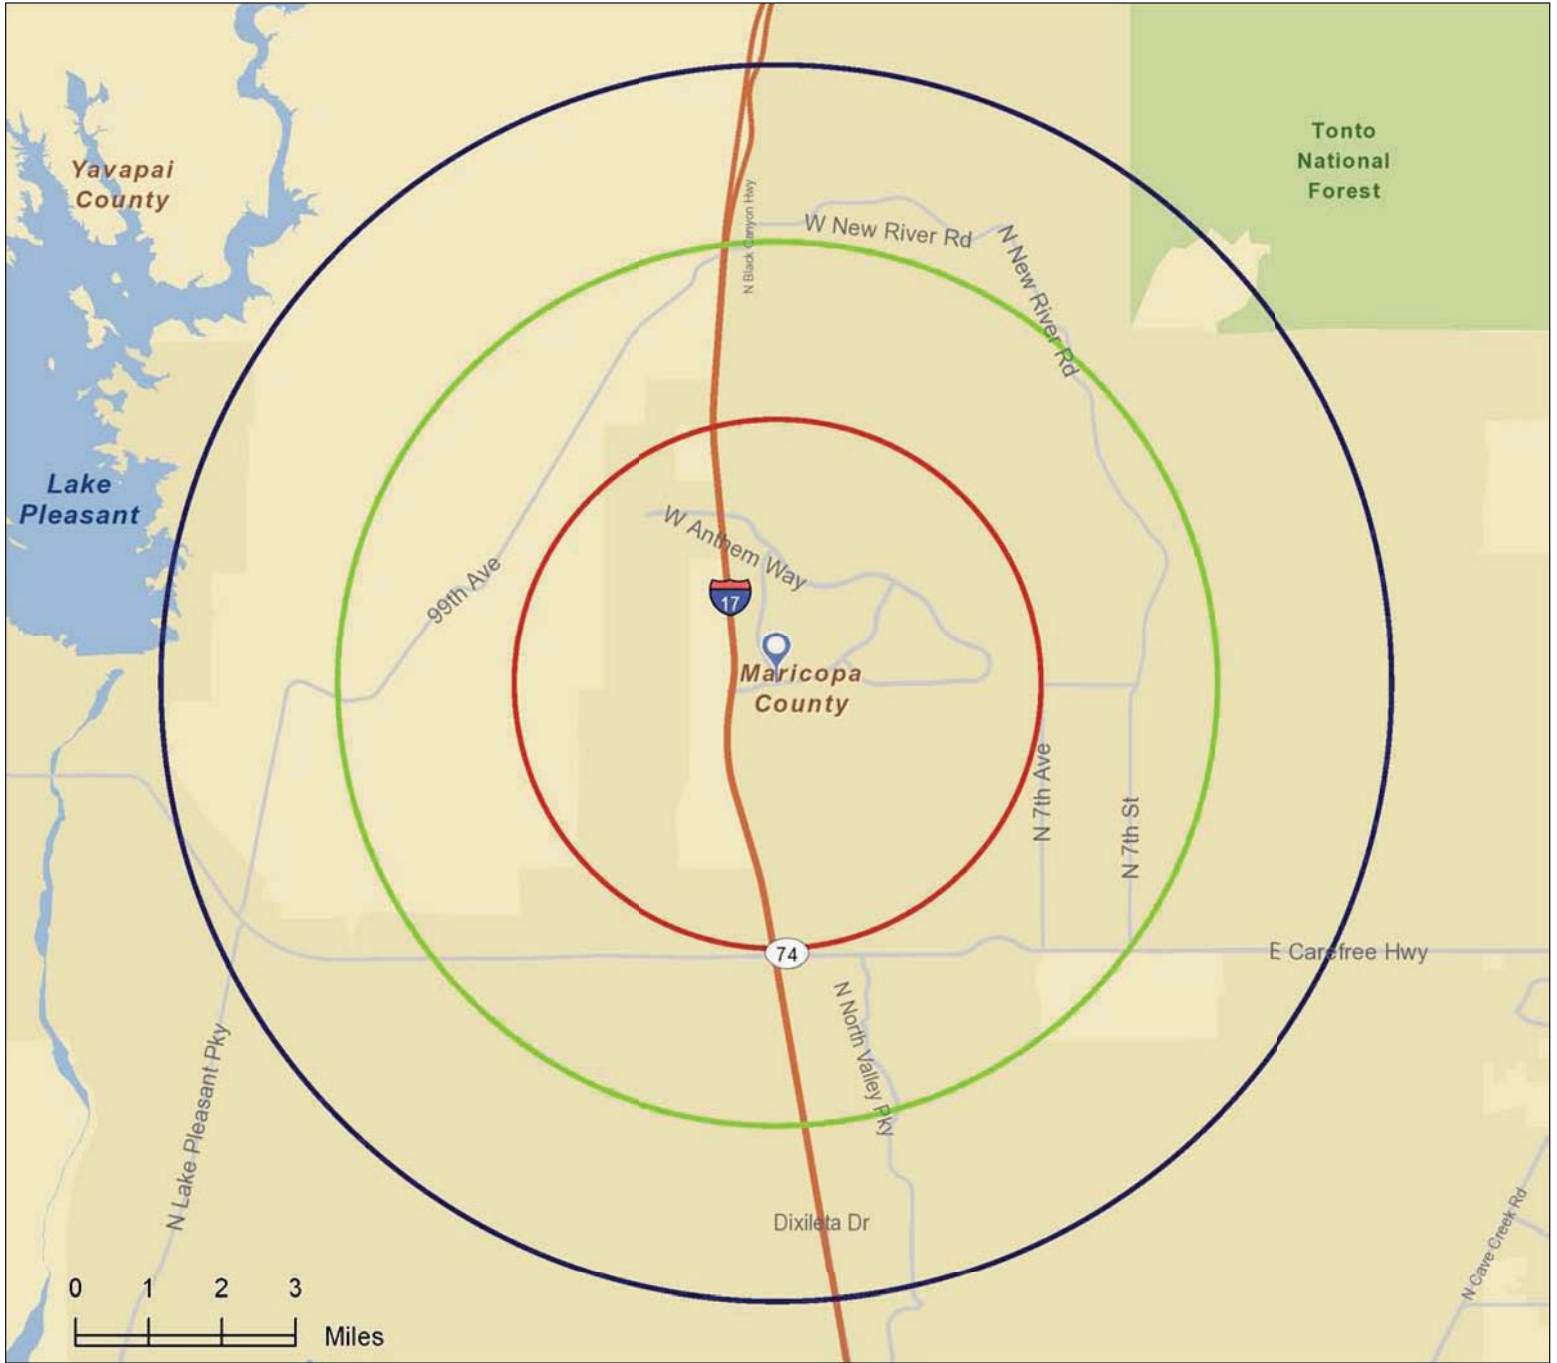 Tonto
National
Forest
Yavapai
County
N Black Canyon Hwy
W New River Rd
N New River Rd
Lake
Pleasant
W Anthem Way
99th Ave
17
Maricopa
County
N 7th Ave
N 7th St
74
E Carefree Hwy
N North Valley Pky
N Lake Pleasant Pky
Dixileta Dr
N Cave Creek Rd
0 1 2 3
Miles